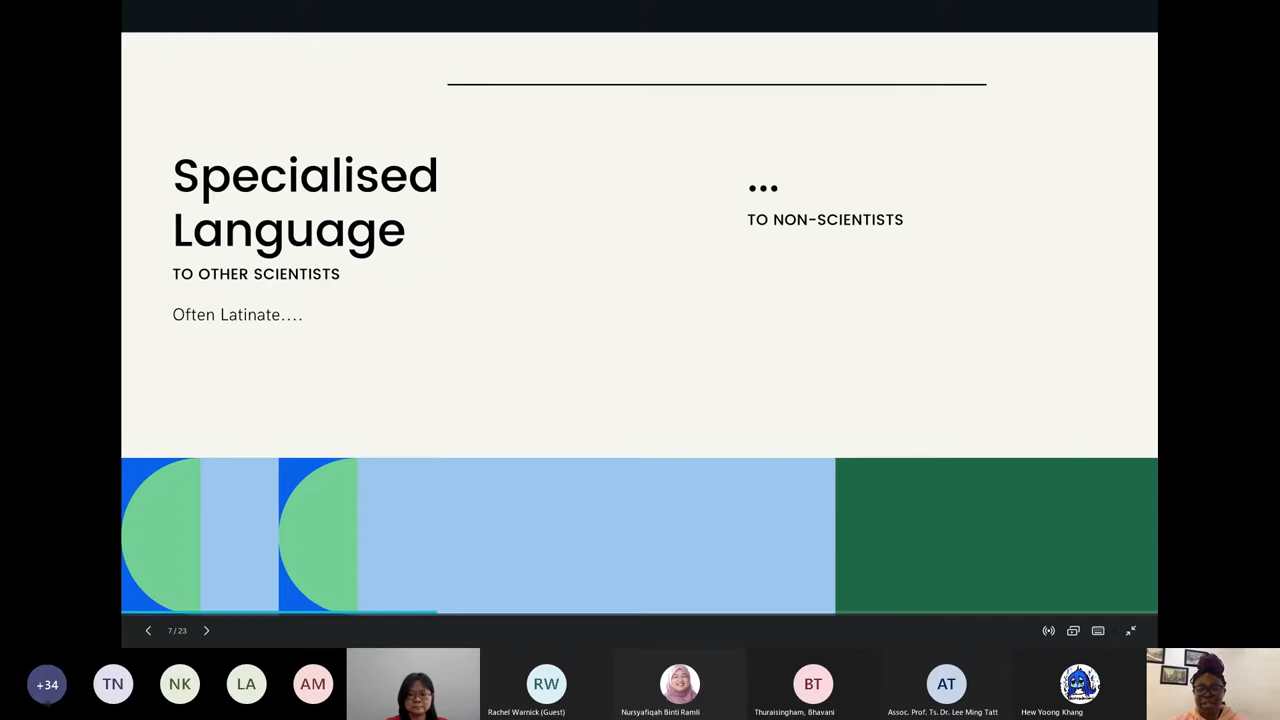 Specialised
Language
TO OTHER SCIENTISTS
Often Latinate....
...
TO NON-SCIENTISTS
7 / 23
+34
TN
NK
LA
AM
RW
Rachel Warnick (Guest)
Nursyafiqah Binti Ramli
BT
Thuraisingham, Bhavani
AT
Assoc. Prof. Ts. Dr. Lee Ming Tatt
Hew Yoong Khang